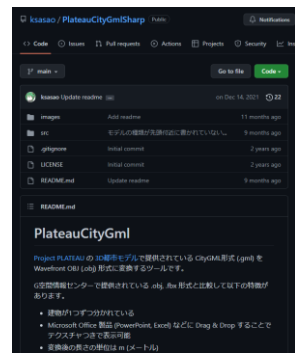 ksasao / PlateauCityGmlSharp Public
Notifications
Code Issues Pull requests Actions Projects Security
main
Go to file Code
ksasao Update readme on Dec 14, 2021 22
images Add readme 11 months ago
src モデルの種類が先頭付近に書かれていない... 9 months ago
.gitignore Initial commit 2 years ago
LICENSE Initial commit 2 years ago
README.md Update readme 9 months ago
README.md
PlateauCityGml
Project PLATEAU の 3D都市モデルで提供されている CityGML形式 (.gml) を
Wavefront OBJ (.obj) 形式に変換するツールです。
G空間情報センターで提供されている .obj, .fbx 形式と比較して以下の特徴が
あります。
建物が1つずつ分かれている
Microsoft Office 製品 (PowerPoint, Excel) などに Drag & Drop することで
テクスチャつきで表示可能
変換後の長さの単位は m (メートル)